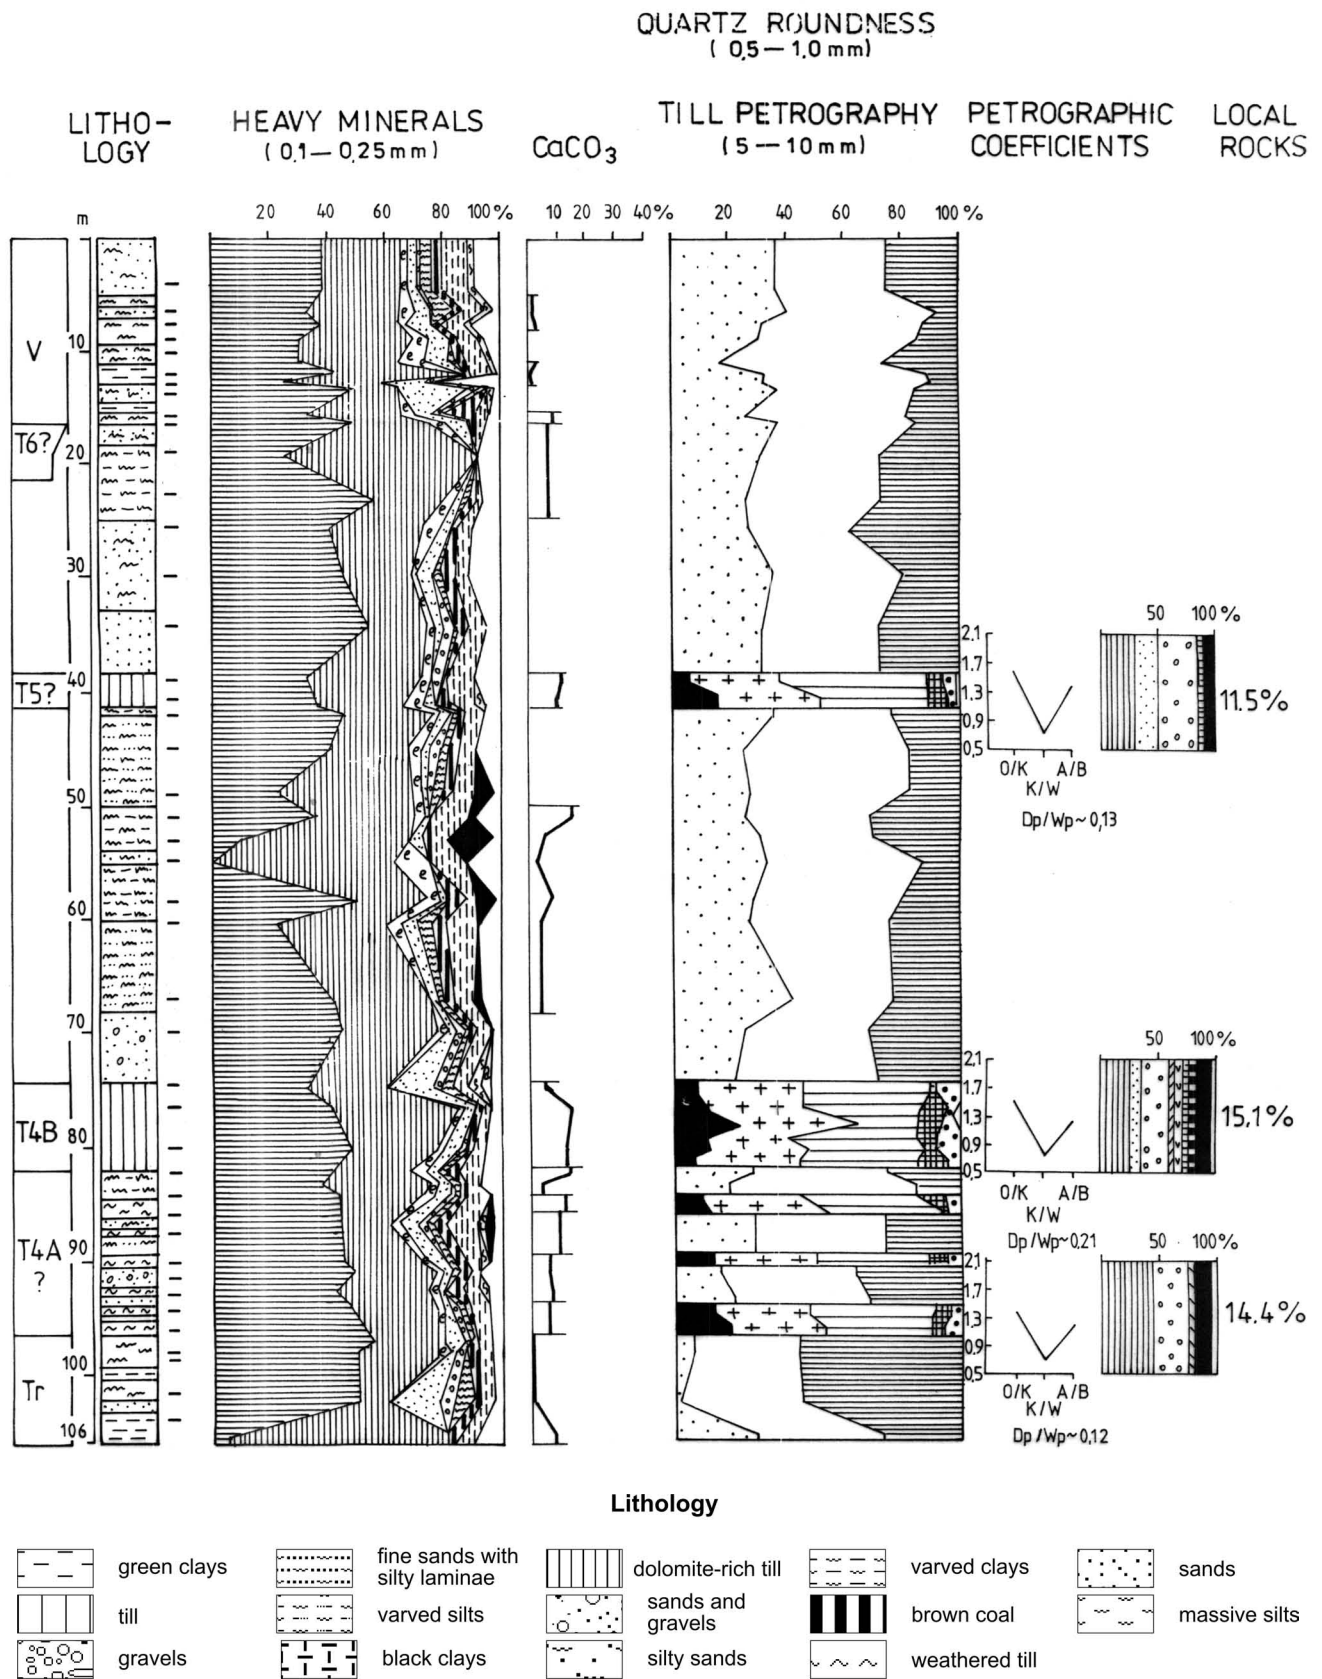 QUARTZ ROUNDNESS
(0,5—1.0 mm)
LITHO-
LOGY
HEAVY MINERALS
(0.1—0.25mm)
CaCO3
TILL PETROGRAPHY
(5—10mm)
PETROGRAPHIC
COEFFICIENTS
LOCAL
ROCKS
m
20 40 60 80 100%
10 20 30 40%
20 40 60 80 100%
V
T6?
T5?
T4B
T4A
?
Tr
10
20
30
40
50
60
70
80
90
100
106
50 100%
2,1
1,7
1.3
0,9
0,5
O/K A/B
K/W
Dp/Wp~0,13
11.5%
50 100%
2,1
1,7
1,3
0,9
0,5
O/K A/B
K/W
Dp/Wp~0,21
15,1%
50 100%
21
1,7
1,3
0,9
0,5
O/K A/B
K/W
Dp/Wp~0,12
14.4%
Lithology
green clays
fine sands with
silty laminae
dolomite-rich till
varved clays
sands
till
varved silts
sands and
gravels
brown coal
massive silts
gravels
black clays
silty sands
weathered till